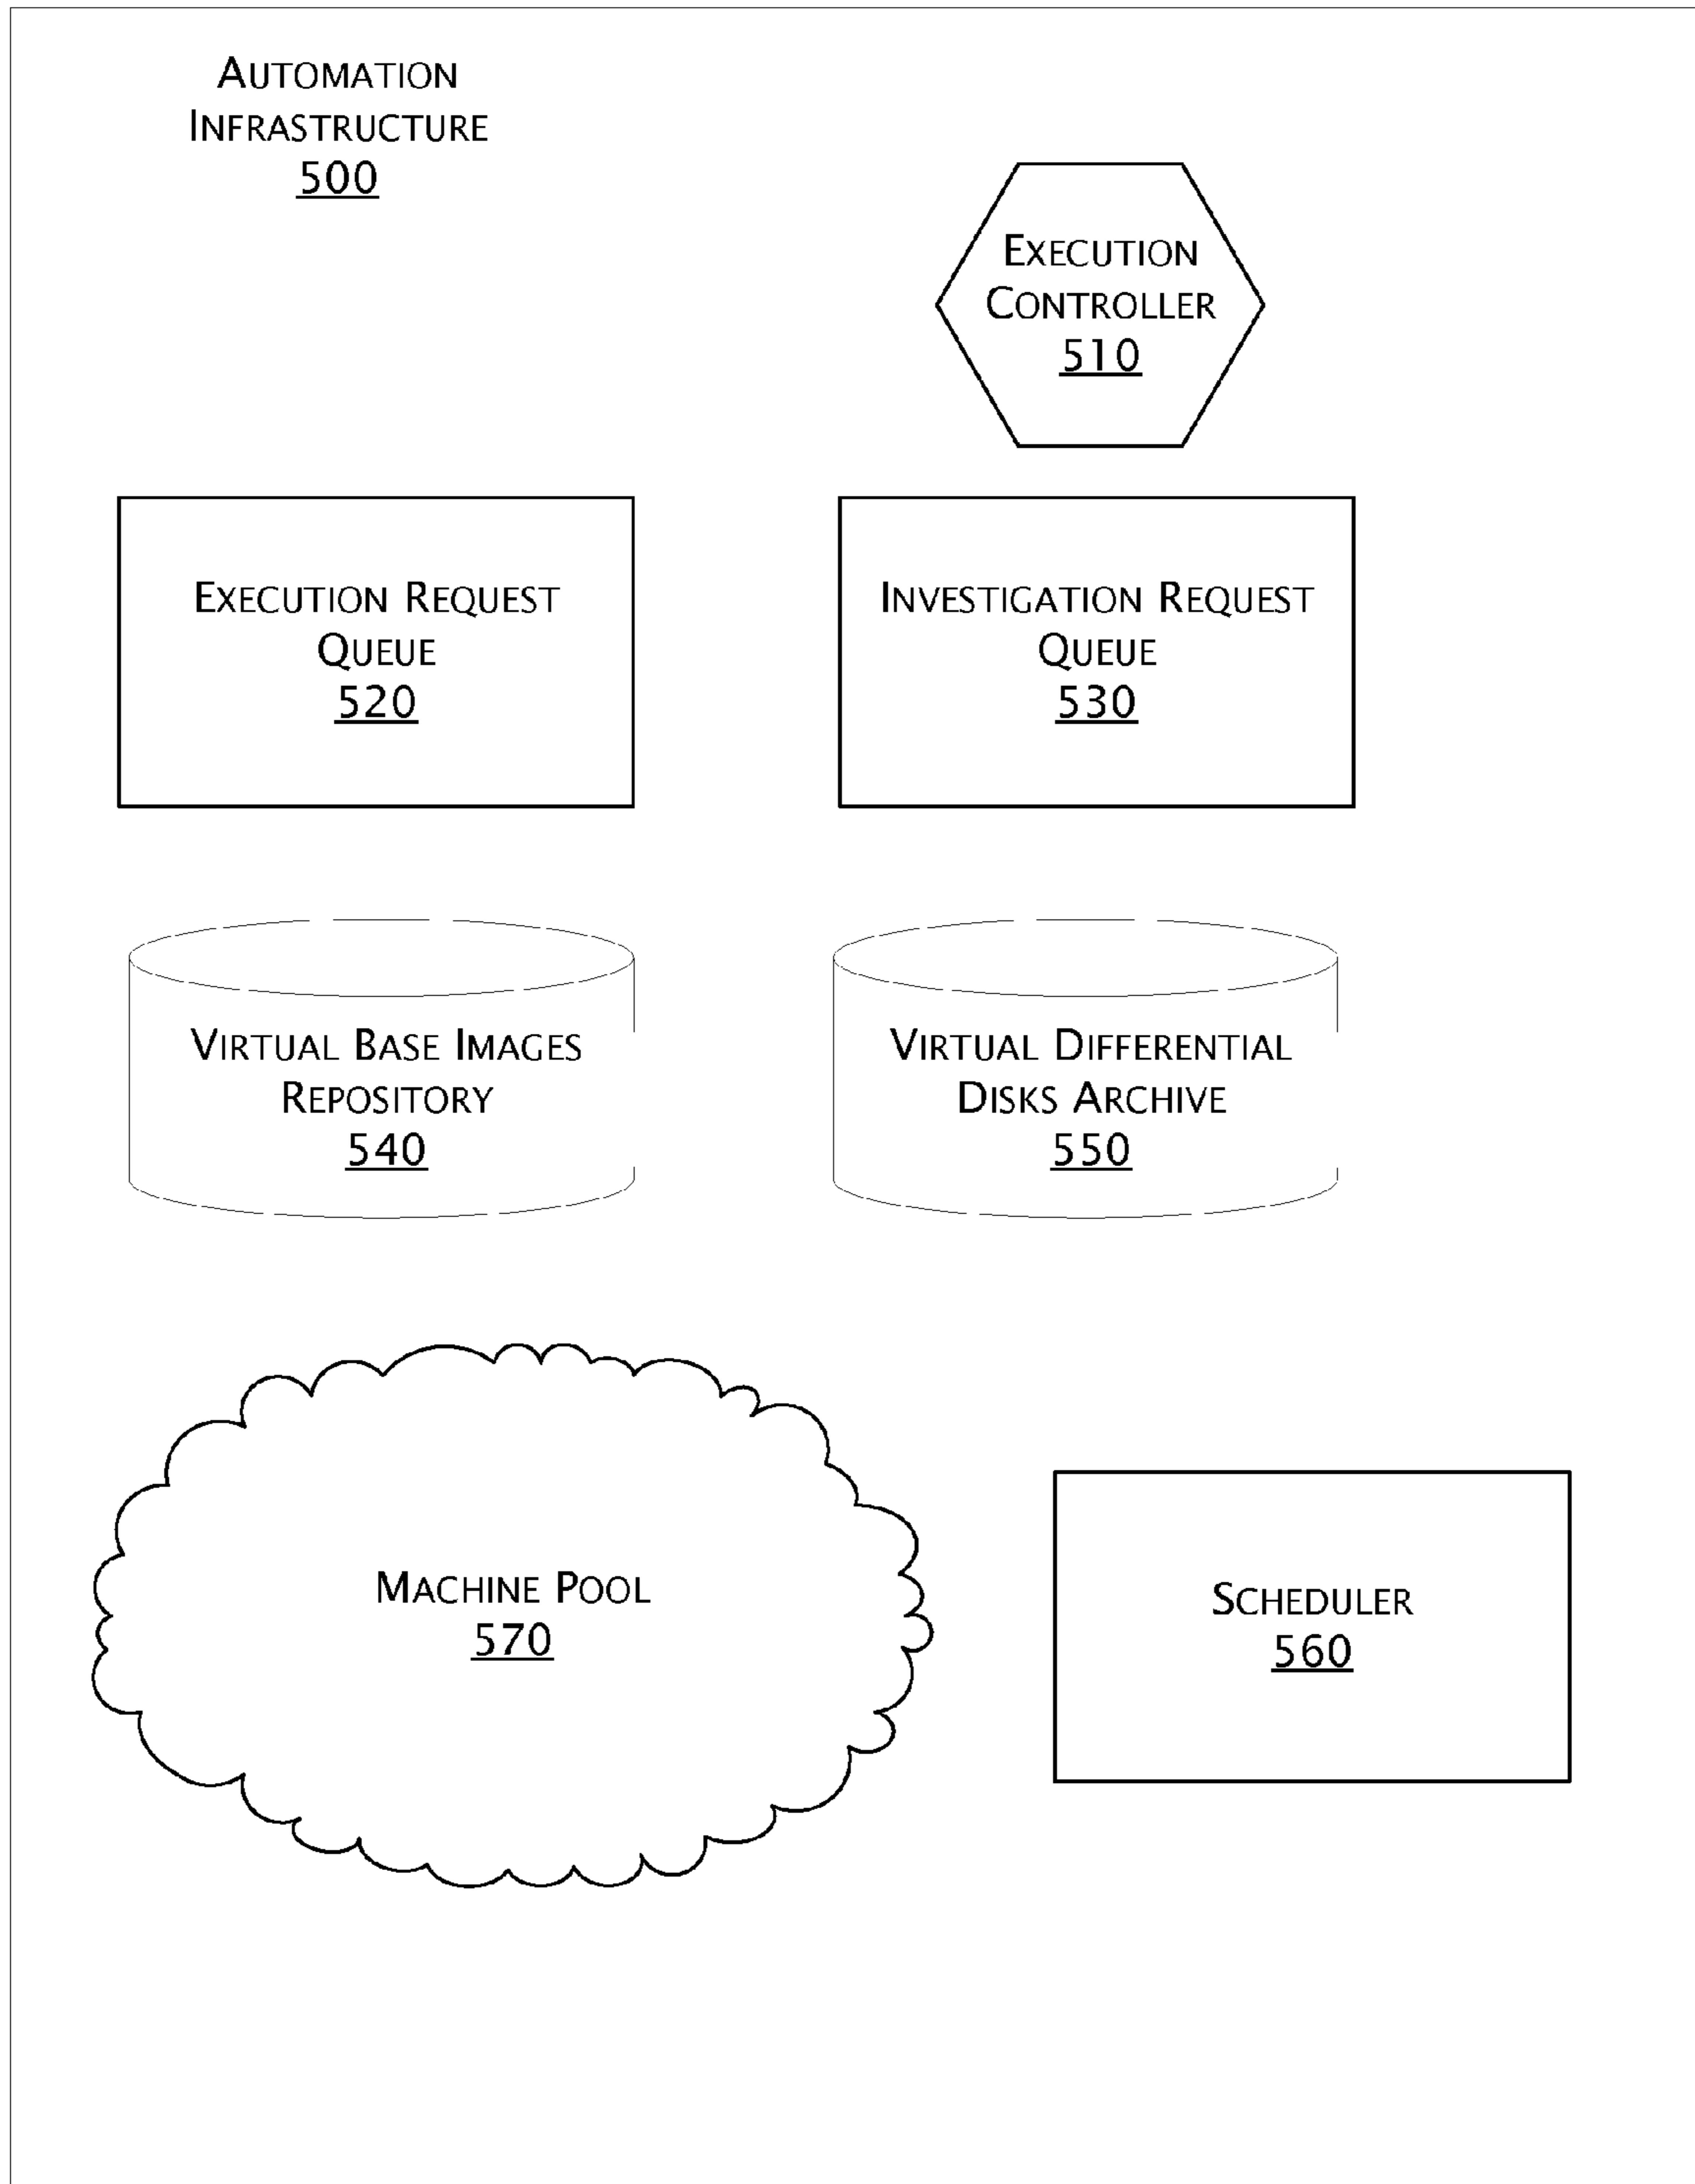 AUTOMATION
INFRASTRUCTURE
500
EXECUTION
CONTROLLER
510
EXECUTION REQUEST
QUEUE
520
INVESTIGATION REQUEST
QUEUE
530
VIRTUAL BASE IMAGES
REPOSITORY
540
VIRTUAL DIFFERENTIAL
DISKS ARCHIVE
550
MACHINE POOL
570
SCHEDULER
560